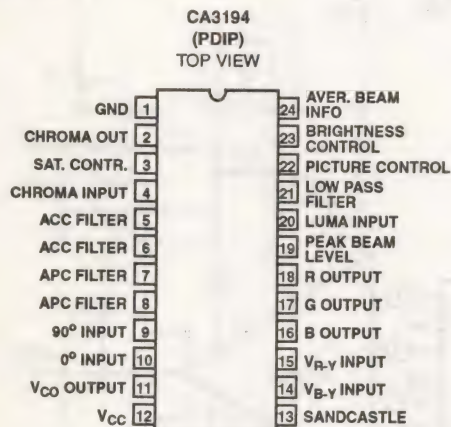 CA3194
(PDIP)
TOP VIEW
GND 1
CHROMA OUT 2
SAT. CONTR. 3
CHROMA INPUT 4
ACC FILTER 5
ACC FILTER 6
APC FILTER 7
APC FILTER 8
90° INPUT 9
0° INPUT 10
VCO OUTPUT 11
VCC 12
24 AVER. BEAM
INFO
23 BRIGHTNESS
CONTROL
22 PICTURE CONTROL
21 LOW PASS
FILTER
20 LUMA INPUT
19 PEAK BEAM
LEVEL
18 R OUTPUT
17 G OUTPUT
16 B OUTPUT
15 VR-Y INPUT
14 VB-Y INPUT
13 SANDCASTLE